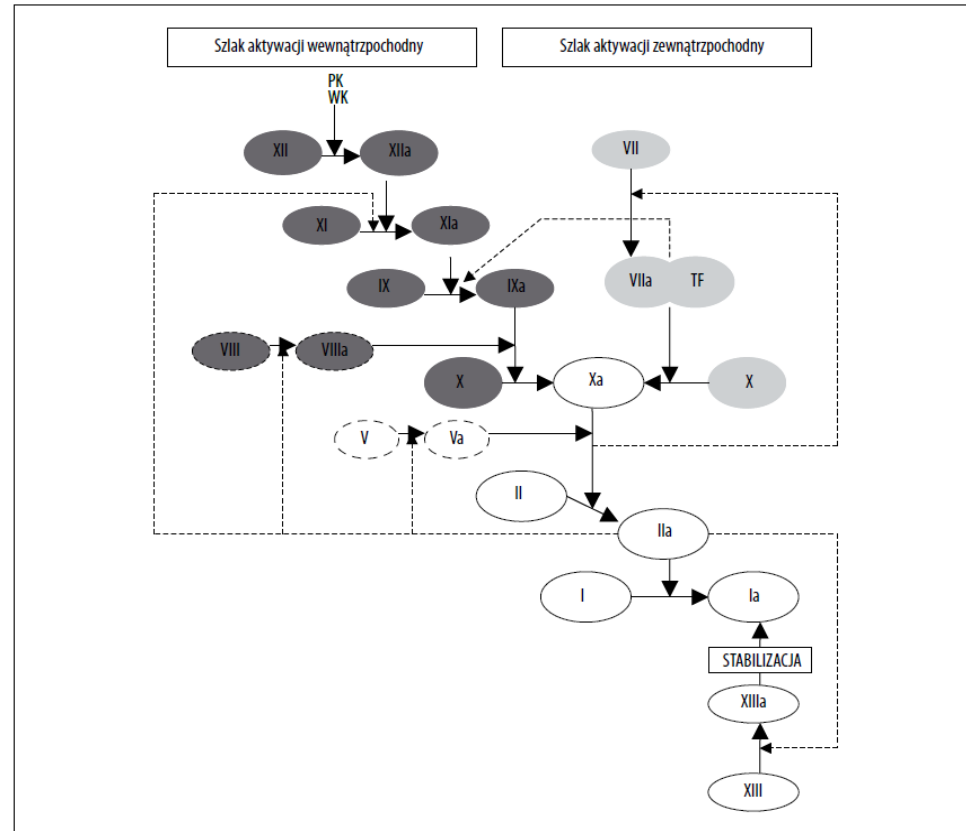 Szlak aktywacji wewnątrzpochodny
Szlak aktywacji zewnątrzpochodny
PK
WK
XII
XIIa
VII
XI
XIa
IX
IXa
VIIa
TF
VIII
VIIIa
X
Xa
X
V
Va
II
IIa
I
Ia
STABILIZACJA
XIIIa
XIII